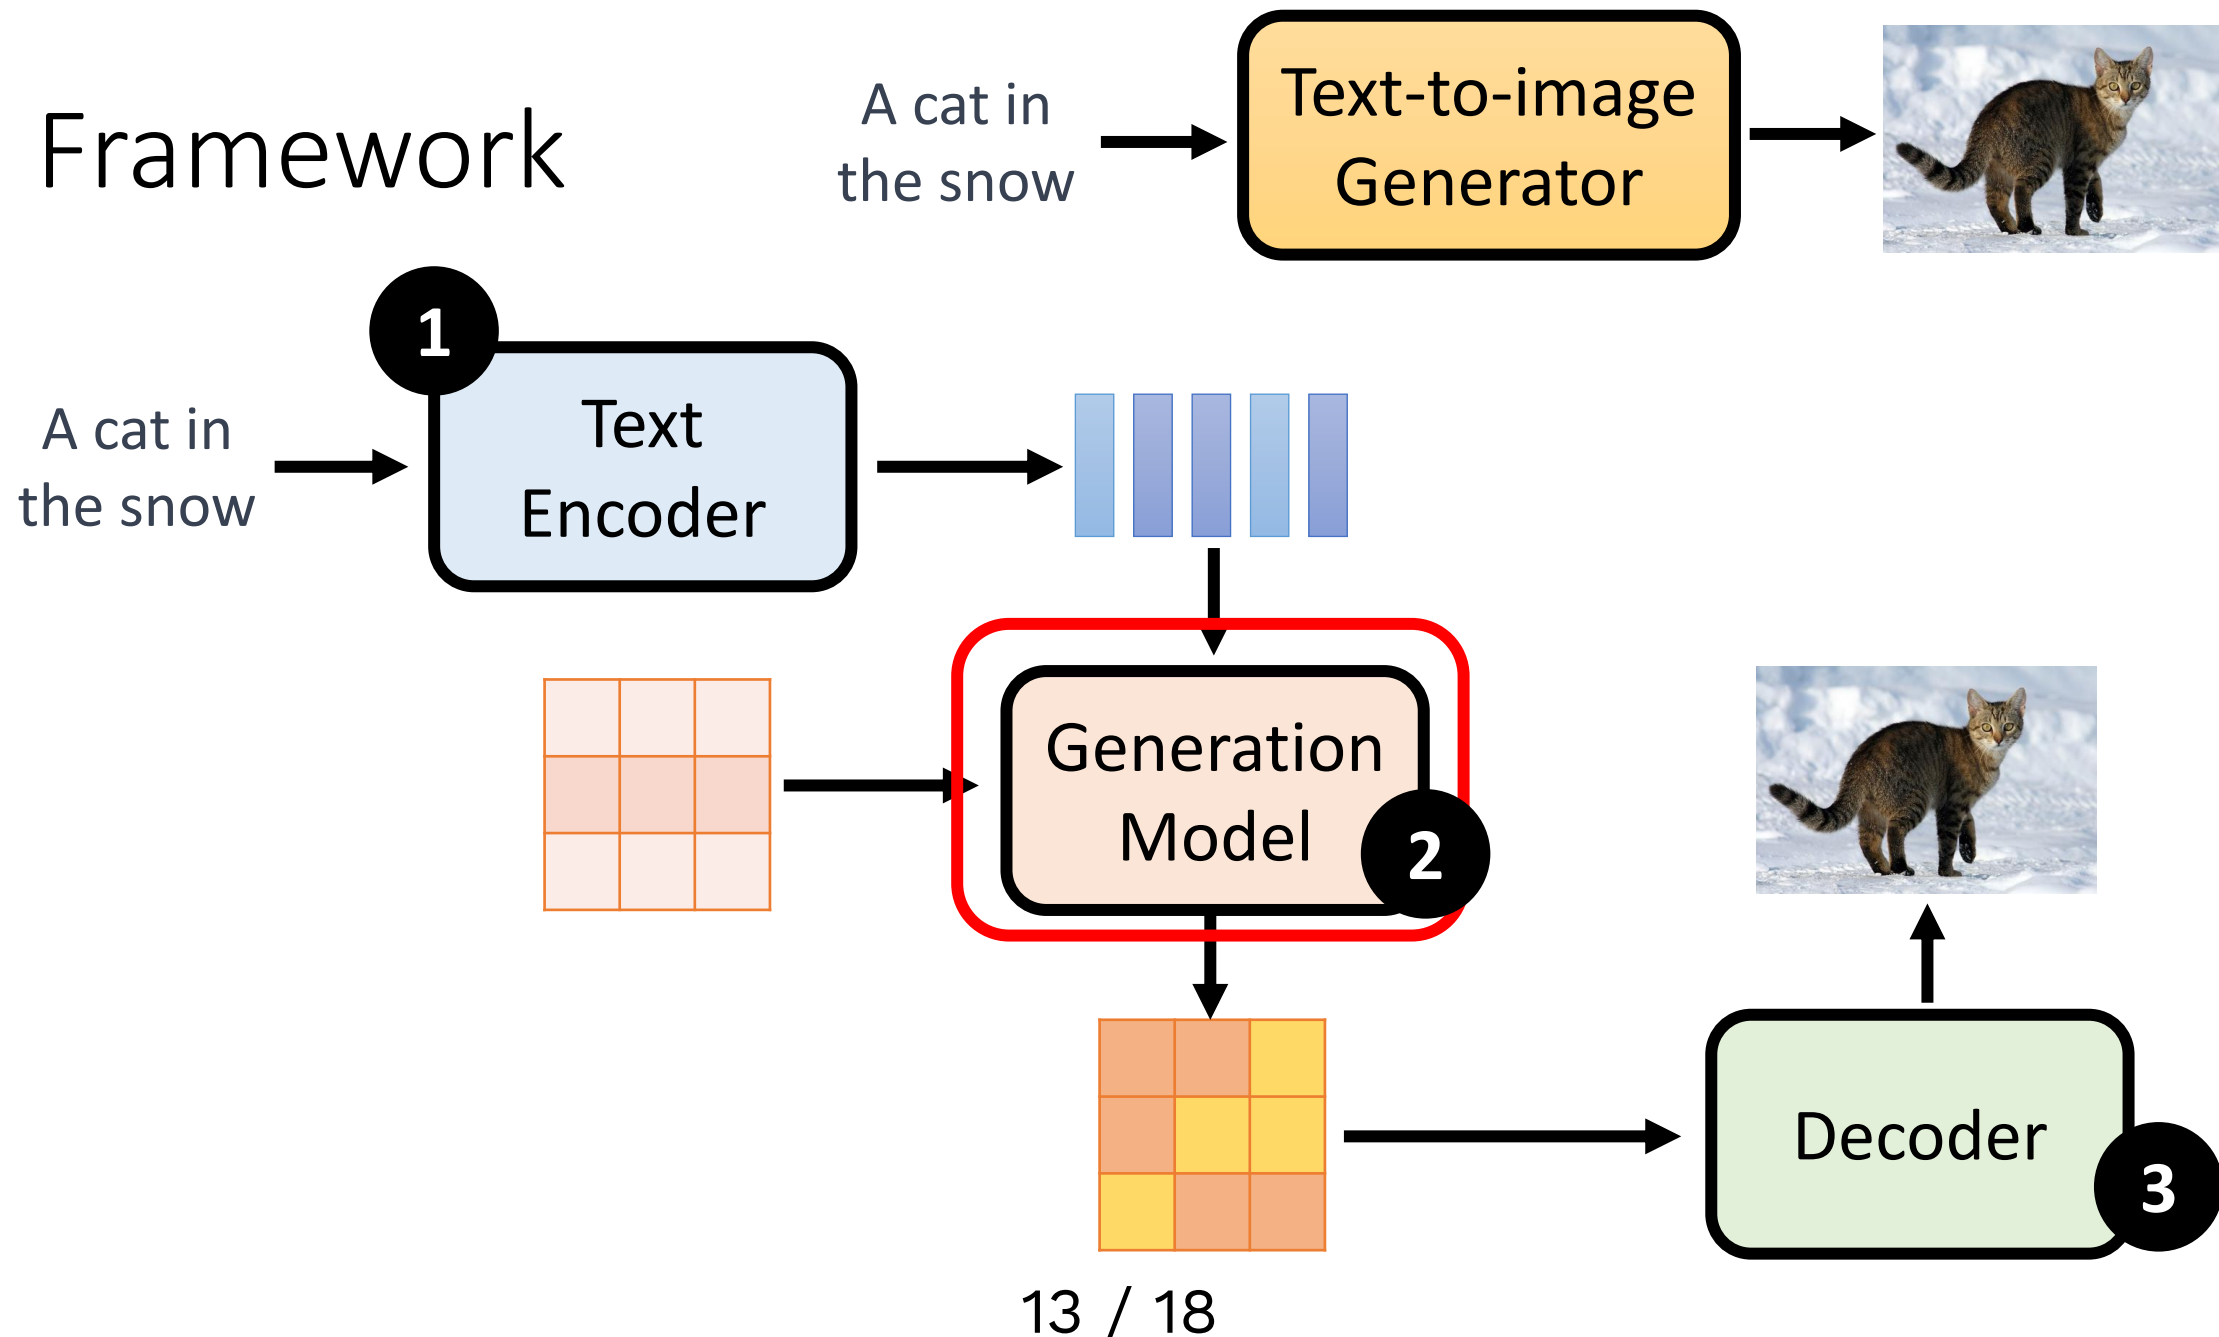 Framework
A cat in
the snow
Text-to-image
Generator
1
A cat in
the snow
Text
Encoder
Generation
Model
2
Decoder
3
13 / 18